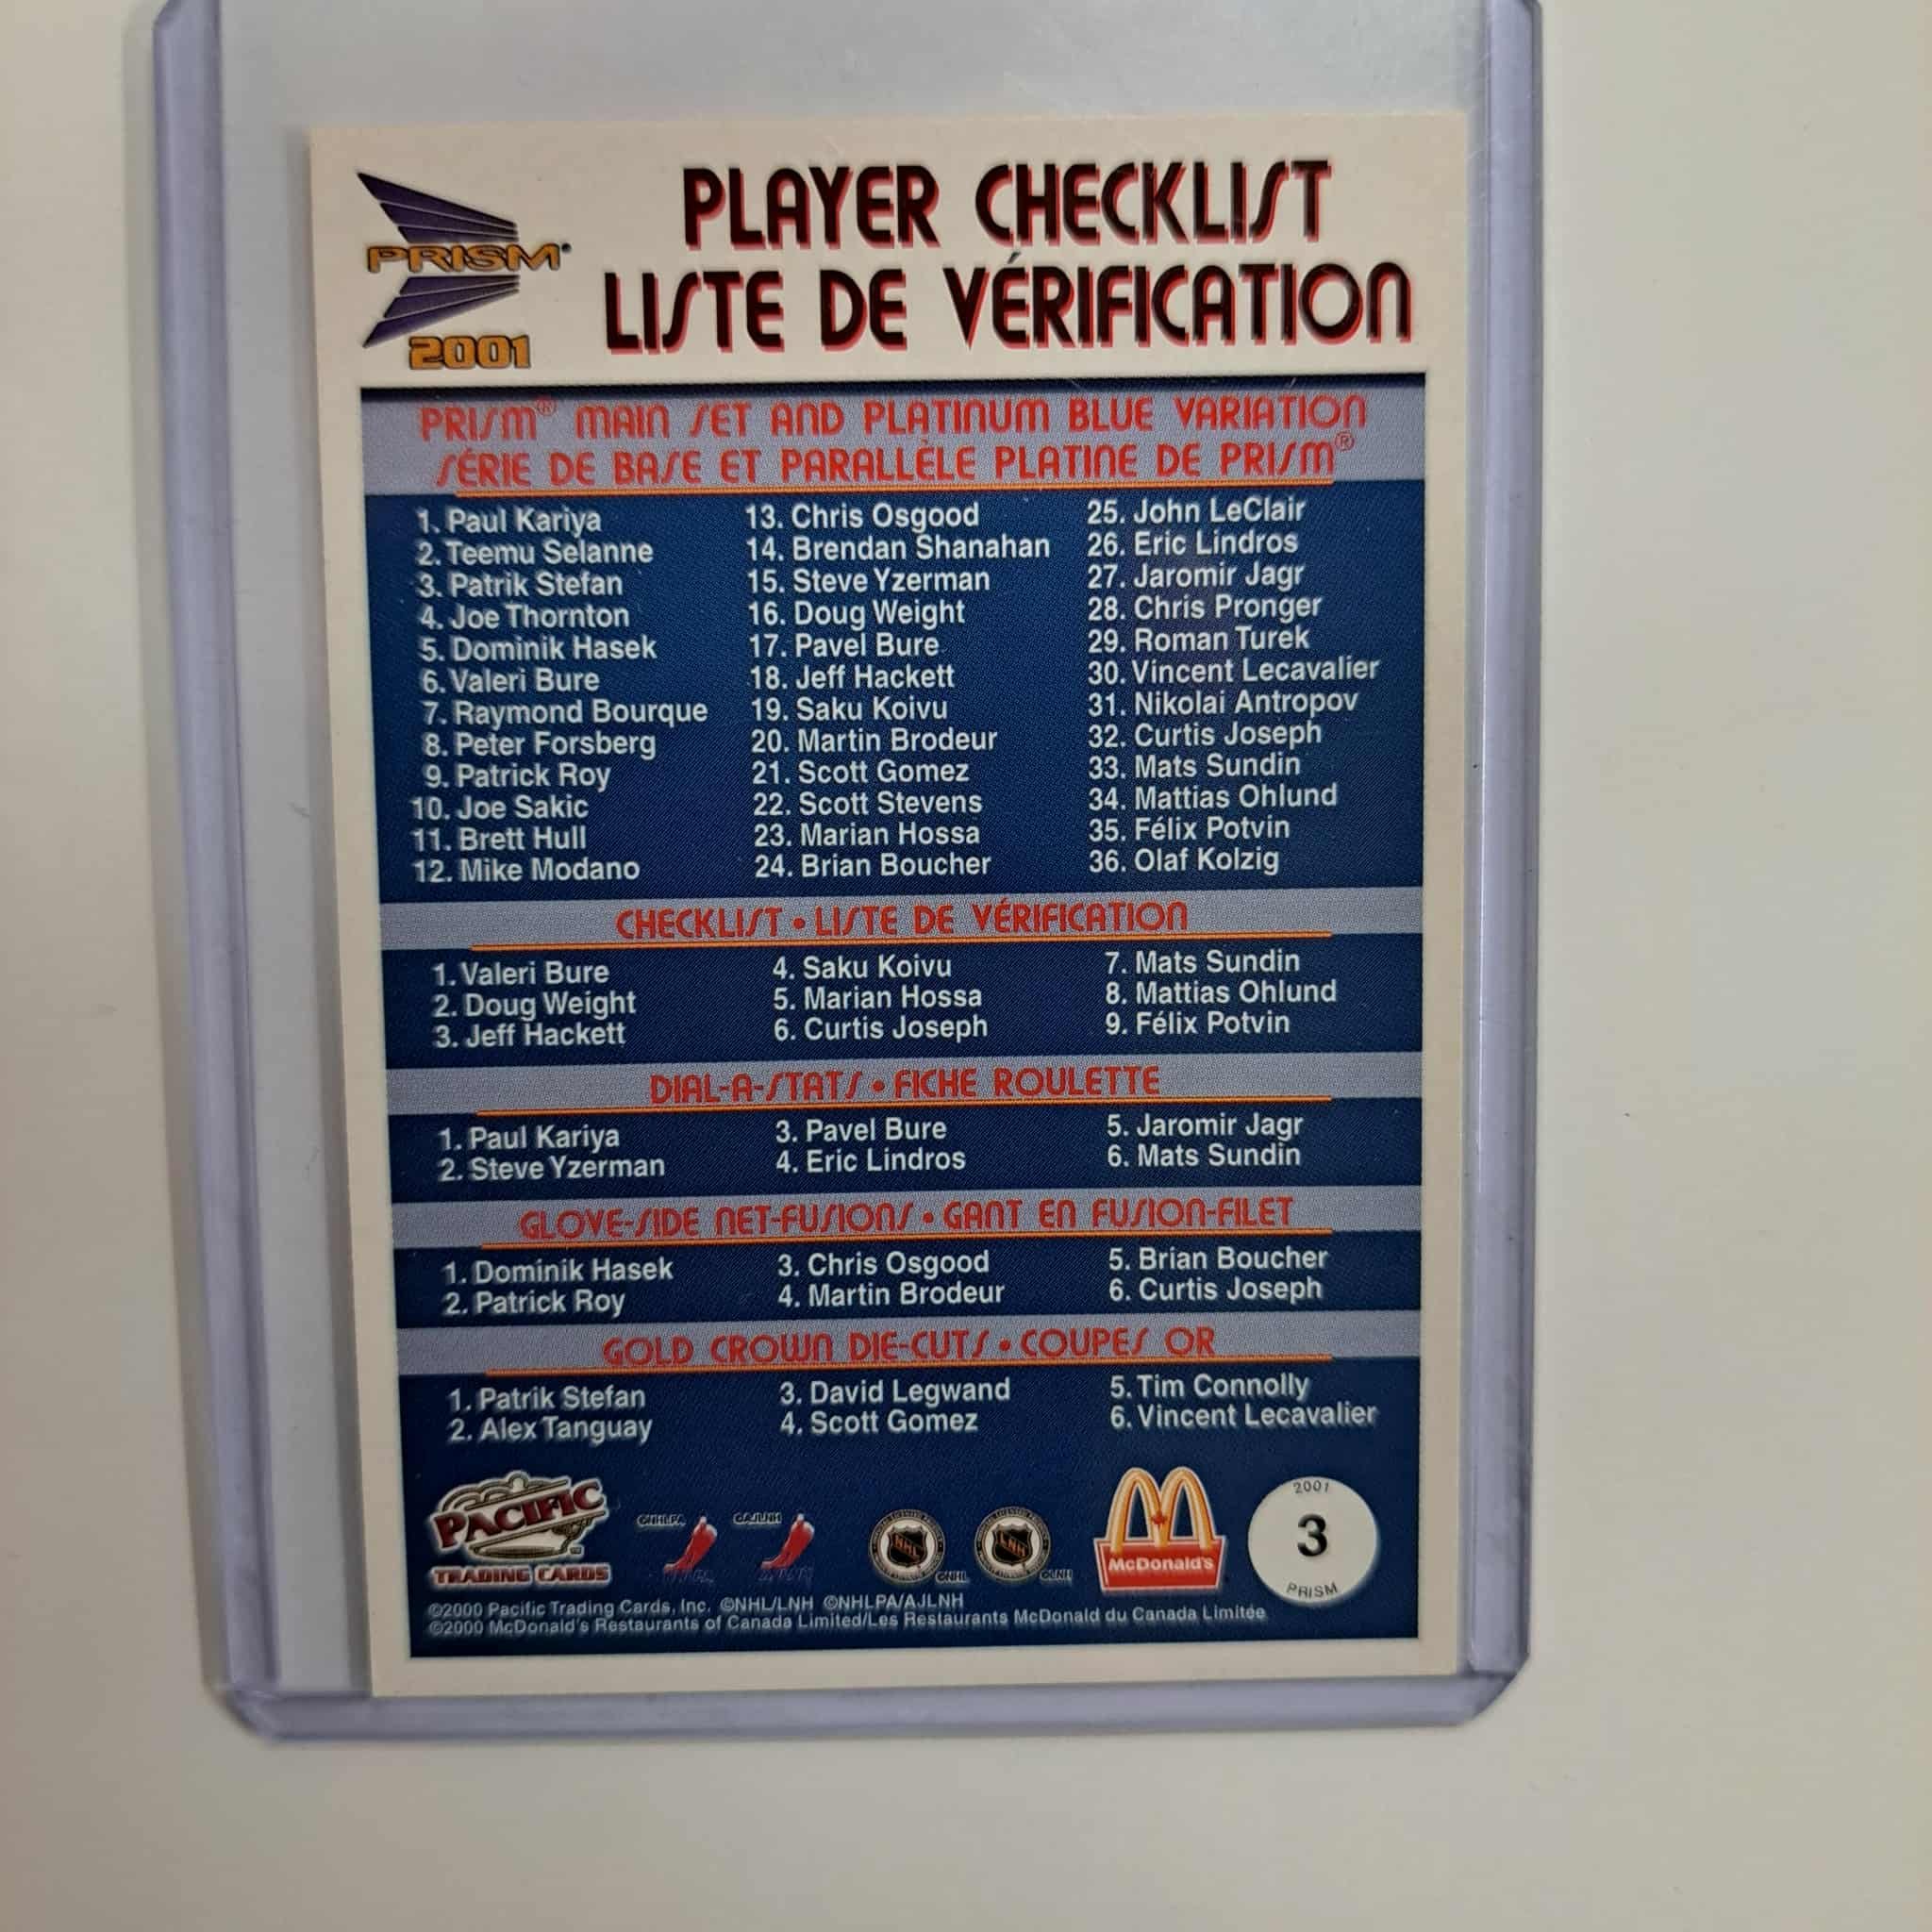 PLAYER CHECKLIST
LISTE DE VÉRIFICATION
PRISM
2001
PRISM® MAIN SET AND PLATINUM BLUE VARIATION
SÉRIE DE BASE ET PARALLÈLE PLATINE DE PRISM®
1. Paul Kariya
2. Teemu Selanne
3. Patrik Stefan
4. Joe Thornton
5. Dominik Hasek
6. Valeri Bure
7. Raymond Bourque
8. Peter Forsberg
9. Patrick Roy
10. Joe Sakic
11. Brett Hull
12. Mike Modano
13. Chris Osgood
14. Brendan Shanahan
15. Steve Yzerman
16. Doug Weight
17. Pavel Bure
18. Jeff Hackett
19. Saku Koivu
20. Martin Brodeur
21. Scott Gomez
22. Scott Stevens
23. Marian Hossa
24. Brian Boucher
25. John LeClair
26. Eric Lindros
27. Jaromir Jagr
28. Chris Pronger
29. Roman Turek
30. Vincent Lecavalier
31. Nikolai Antropov
32. Curtis Joseph
33. Mats Sundin
34. Mattias Ohlund
35. Félix Potvin
36. Olaf Kolzig
CHECKLIST • LISTE DE VÉRIFICATION
1. Valeri Bure
2. Doug Weight
3. Jeff Hackett
4. Saku Koivu
5. Marian Hossa
6. Curtis Joseph
7. Mats Sundin
8. Mattias Ohlund
9. Félix Potvin
DIAL-A-STATS • FICHE ROULETTE
1. Paul Kariya
2. Steve Yzerman
3. Pavel Bure
4. Eric Lindros
5. Jaromir Jagr
6. Mats Sundin
GLOVE-SIDE NET-FUSIONS • GANT EN FUSION-FILET
1. Dominik Hasek
2. Patrick Roy
3. Chris Osgood
4. Martin Brodeur
5. Brian Boucher
6. Curtis Joseph
GOLD CROWN DIE-CUTS • COUPES OR
1. Patrik Stefan
2. Alex Tanguay
3. David Legwand
4. Scott Gomez
5. Tim Connolly
6. Vincent Lecavalier
PACIFIC
TRADING CARDS
©NHLPA
©AJLNH
NHL
©NHL
LNH
©LNH
McDonald's
2001
3
PRISM
©2000 Pacific Trading Cards, Inc. ©NHL/LNH ©NHLPA/AJLNH
©2000 McDonald's Restaurants of Canada Limited/Les Restaurants McDonald du Canada Limitée